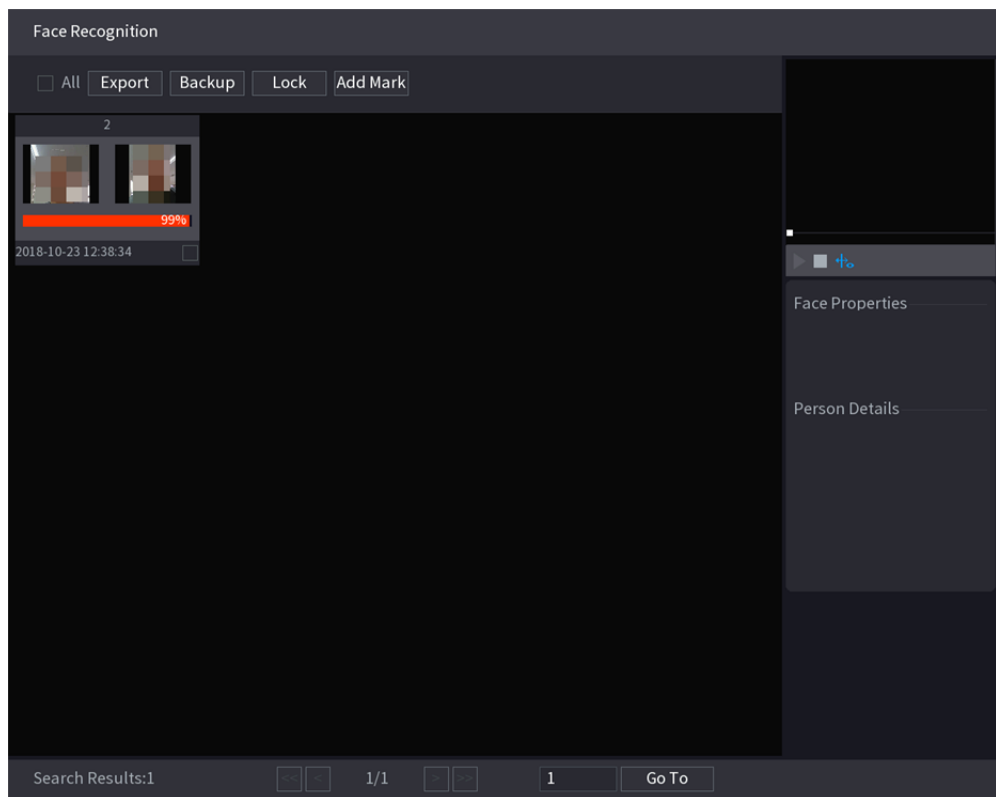 Face Recognition
All Export Backup Lock Add Mark
2
99%
2018-10-23 12:38:34
Face Properties
Person Details
Search Results:1 << < 1/1 > >> 1 Go To